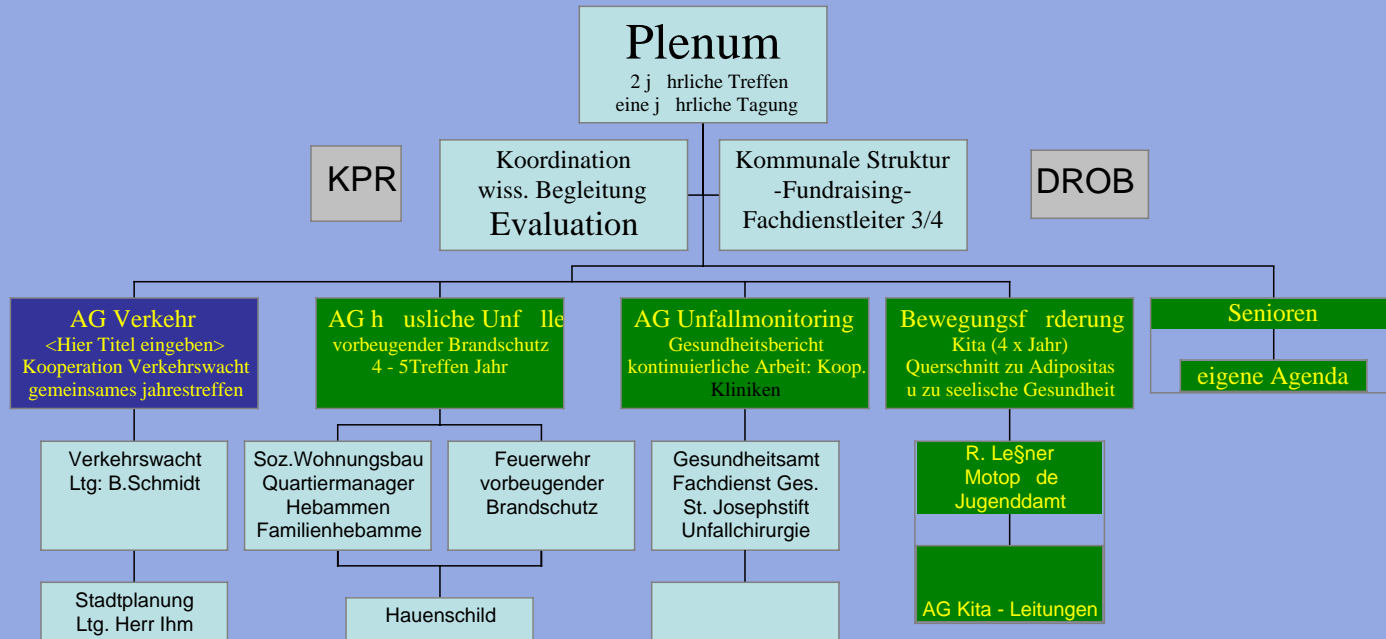 Plenum
2 j hrliche Treffen
eine j hrliche Tagung
KPR
Koordination
wiss. Begleitung
Evaluation
Kommunale Struktur
-Fundraising-
Fachdienstleiter 3/4
DROB
AG Verkehr
<Hier Titel eingeben>
Kooperation Verkehrswacht
gemeinsames jahrestreffen
AG h usliche Unf lle
vorbeugender Brandschutz
4 - 5Treffen Jahr
AG Unfallmonitoring
Gesundheitsbericht
kontinuierliche Arbeit: Koop.
Kliniken
Bewegungsf rderung
Kita (4 x Jahr)
Querschnitt zu Adipositas
u zu seelische Gesundheit
Senioren
eigene Agenda
Verkehrswacht
Ltg: B.Schmidt
Soz.Wohnungsbau
Quartiermanager
Hebammen
Familienhebamme
Feuerwehr
vorbeugender
Brandschutz
Gesundheitsamt
Fachdienst Ges.
St. Josephstift
Unfallchirurgie
R. Le§ner
Motop de
Jugenddamt
Stadtplanung
Ltg. Herr Ihm
Hauenschild
AG Kita - Leitungen